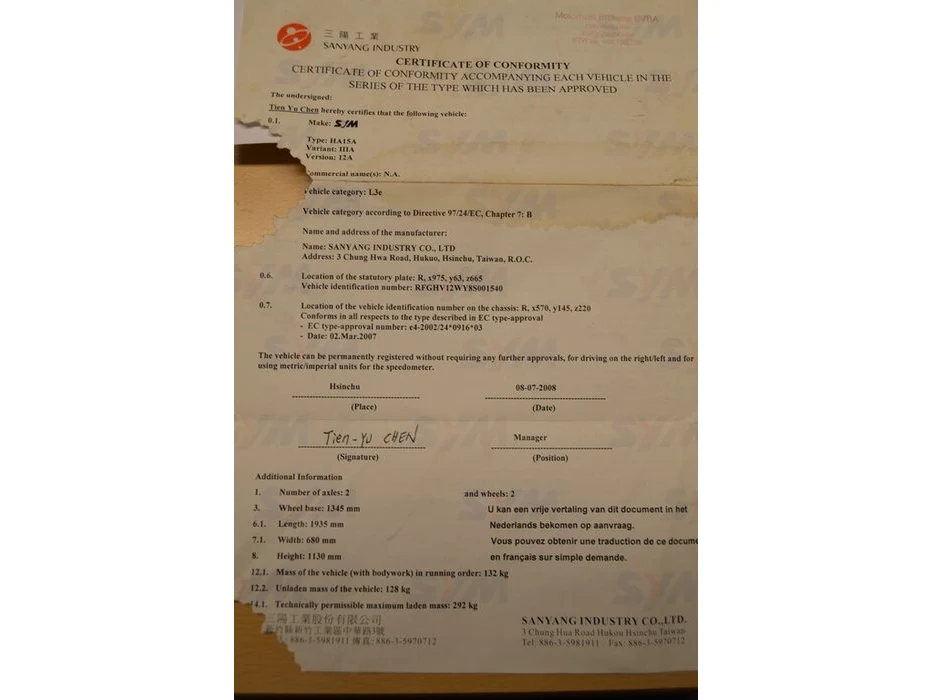 三陽工業
SANYANG INDUSTRY
CERTIFICATE OF CONFORMITY
CERTIFICATE OF CONFORMITY ACCOMPANYING EACH VEHICLE IN THE
SERIES OF THE TYPE WHICH HAS BEEN APPROVED
The undersigned:
Tien Yu Chen hereby certifies that the following vehicle:
0.1. Make: SYM
Type: HA15A
Variant: IIIA
Version: 12A
ommercial name(s): N.A.
ehicle category: L3e
Vehicle category according to Directive 97/24/EC, Chapter 7: B
Name and address of the manufacturer:
Name: SANYANG INDUSTRY CO., LTD
Address: 3 Chung Hwa Road, Hukuo, Hsinchu, Taiwan, R.O.C.
0.6. Location of the statutory plate: R, x975, y63, z665
Vehicle identification number: RFGHV12WY8S001540
0.7. Location of the vehicle identification number on the chassis: R, x570, y145, z220
Conforms in all respects to the type described in EC type-approval
- EC type-approval number: e4-2002/24*0916*03
- Date: 02.Mar.2007
The vehicle can be permanently registered without requiring any further approvals, for driving on the right/left and for
using metric/imperial units for the speedometer.
Hsinchu 08-07-2008
(Place) (Date)
Tien-Yu CHEN Manager
(Signature) (Position)
Additional Information
1. Number of axles: 2 and wheels: 2
3. Wheel base: 1345 mm U kan een vrije vertaling van dit document in het
6.1. Length: 1935 mm Nederlands bekomen op aanvraag.
7.1. Width: 680 mm Vous pouvez obtenir une traduction de ce docume
8. Height: 1130 mm en français sur simple demande.
12.1. Mass of the vehicle (with bodywork) in running order: 132 kg
12.2. Unladen mass of the vehicle: 128 kg
14.1. Technically permissible maximum laden mass: 292 kg
三陽工業股份有限公司 SANYANG INDUSTRY CO.,LTD.
竹縣新竹工業區中華路3號 3 Chung Hua Road Hukou Hsinchu Taiwan
886-3-5981911 傳真:886-3-5970712 Tel: 886-3-5981911 Fax: 886-3-5970712